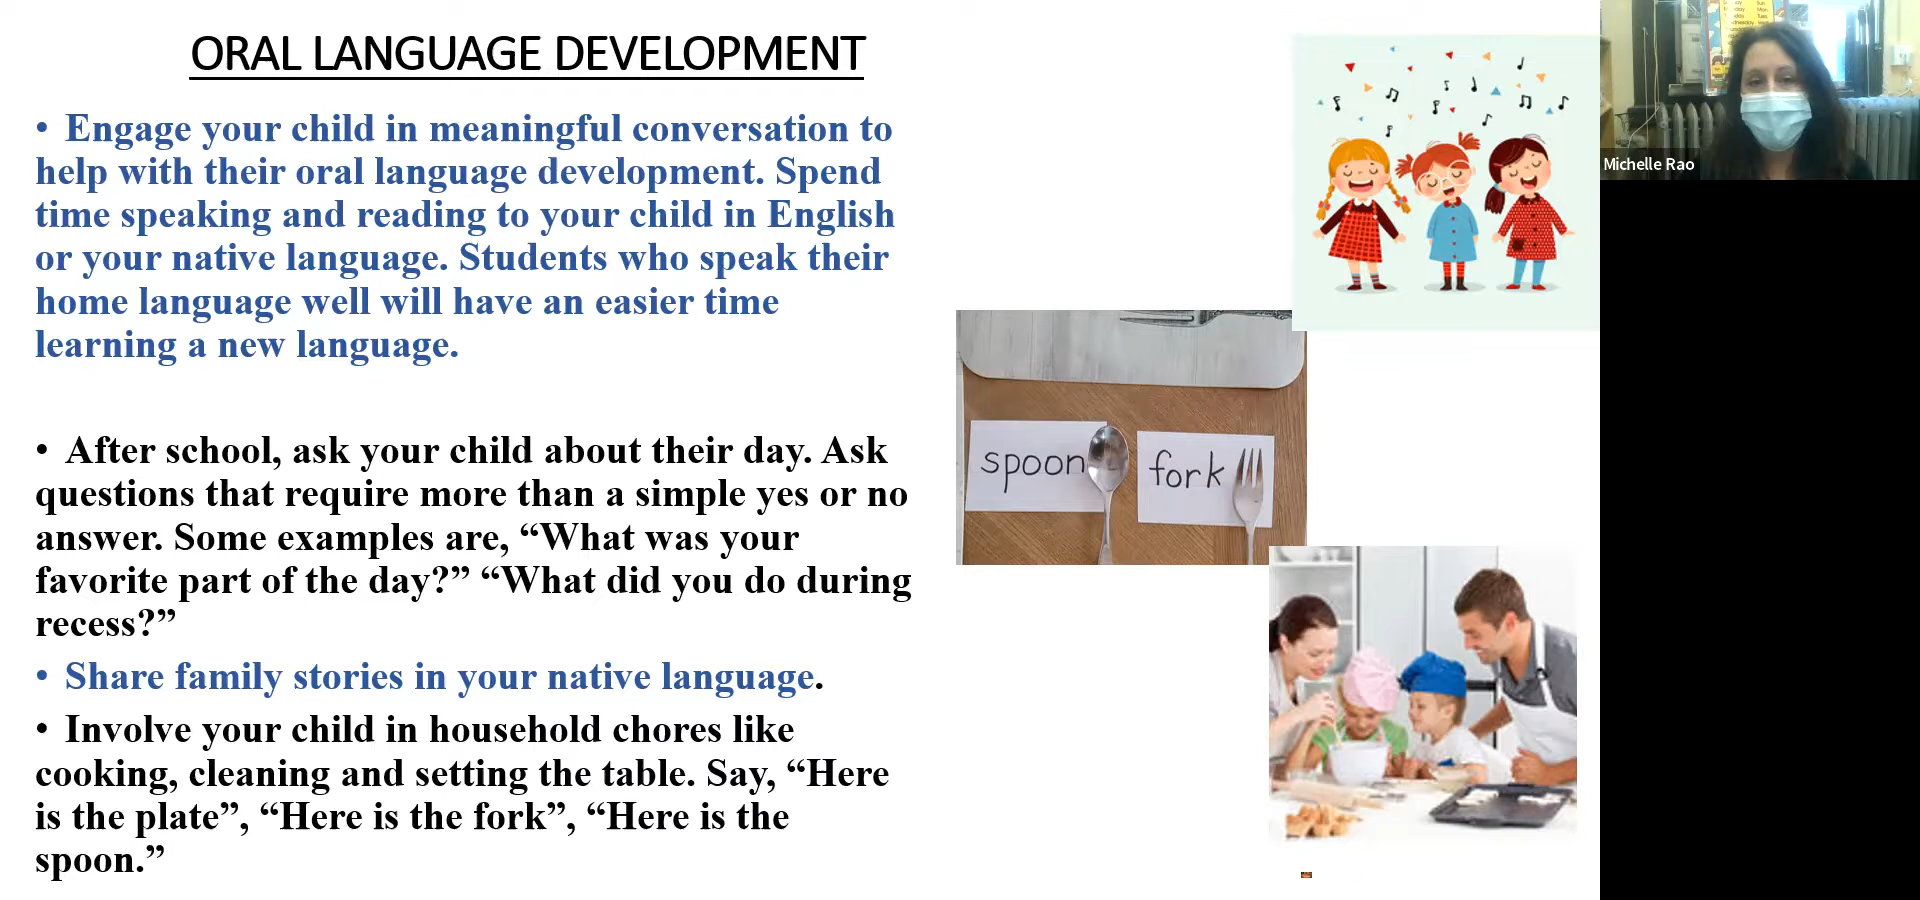 ORAL LANGUAGE DEVELOPMENT
• Engage your child in meaningful conversation to
help with their oral language development. Spend
time speaking and reading to your child in English
or your native language. Students who speak their
home language well will have an easier time
learning a new language.
• After school, ask your child about their day. Ask
questions that require more than a simple yes or no
answer. Some examples are, “What was your
favorite part of the day?” “What did you do during
recess?”
• Share family stories in your native language.
• Involve your child in household chores like
cooking, cleaning and setting the table. Say, “Here
is the plate”, “Here is the fork”, “Here is the
spoon.”
spoon
fork
Michelle Rao